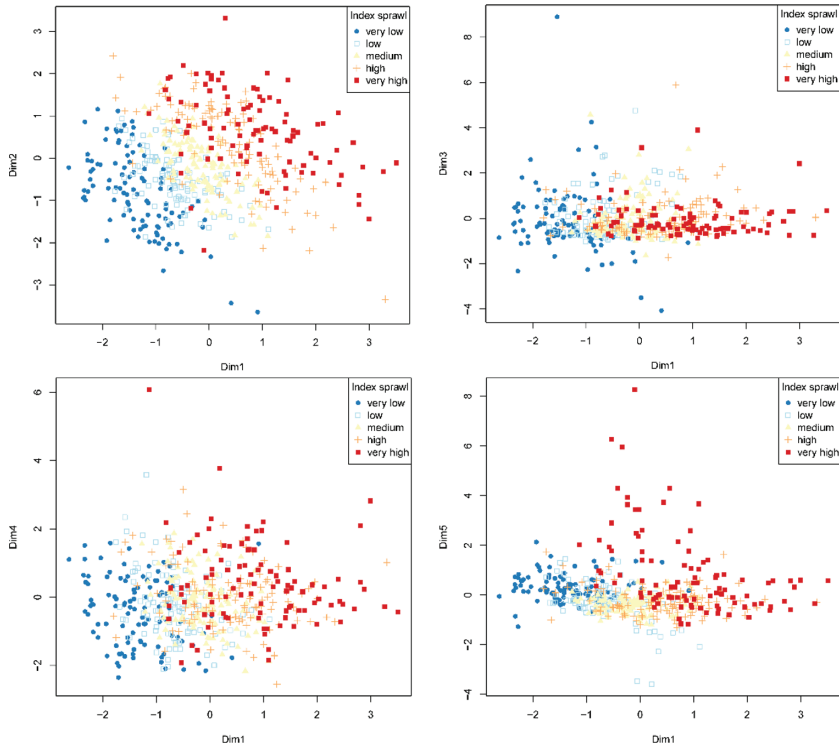 Index sprawl
very low
low
medium
high
very high
3
2
1
0
−1
−2
−3
Dim2
−2 −1 0 1 2 3
Dim1
Index sprawl
very low
low
medium
high
very high
8
6
4
2
0
−2
−4
Dim3
−2 −1 0 1 2 3
Dim1
Index sprawl
very low
low
medium
high
very high
6
4
2
0
−2
Dim4
−2 −1 0 1 2 3
Dim1
Index sprawl
very low
low
medium
high
very high
8
6
4
2
0
−2
−4
Dim5
−2 −1 0 1 2 3
Dim1